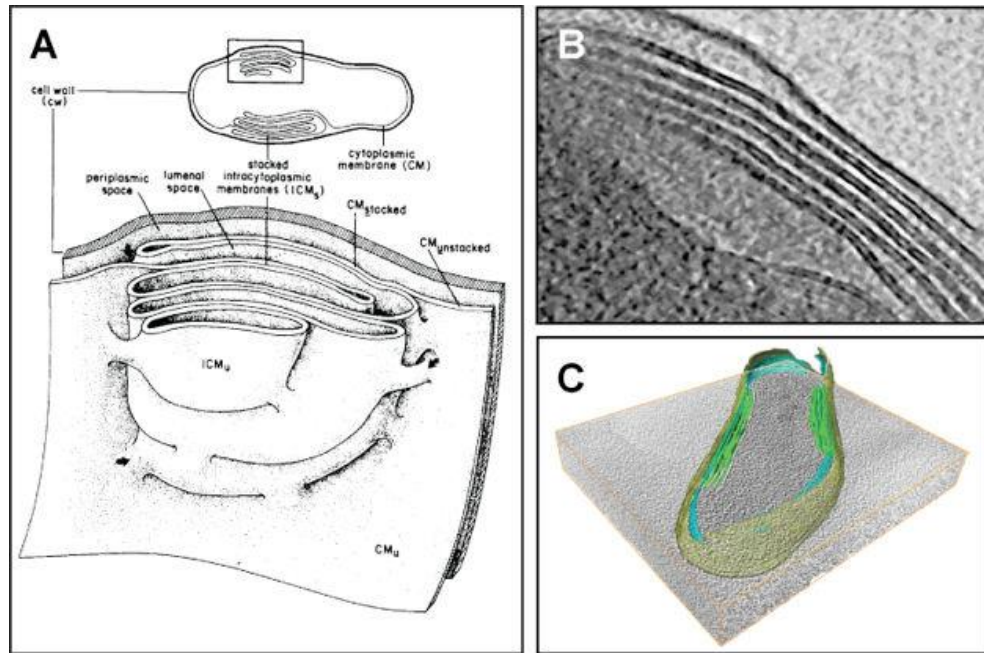 A
cell wall
(CW)
cytoplasmic
membrane (CM)
stacked
intracytoplasmic
membranes (ICMs)
lumenal
space
periplasmic
space
CMstacked
CMunstacked
ICMu
CMu
B
C